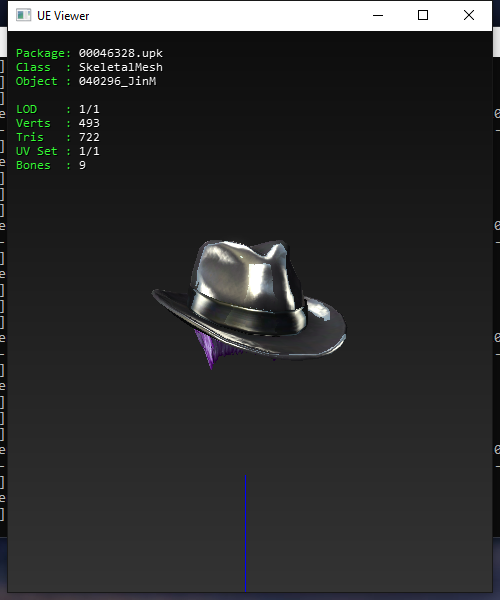 UE Viewer
Package: 00046328.upk
Class : SkeletalMesh
Object : 040296_JinM
LOD : 1/1
Verts : 493
Tris : 722
UV Set : 1/1
Bones : 9